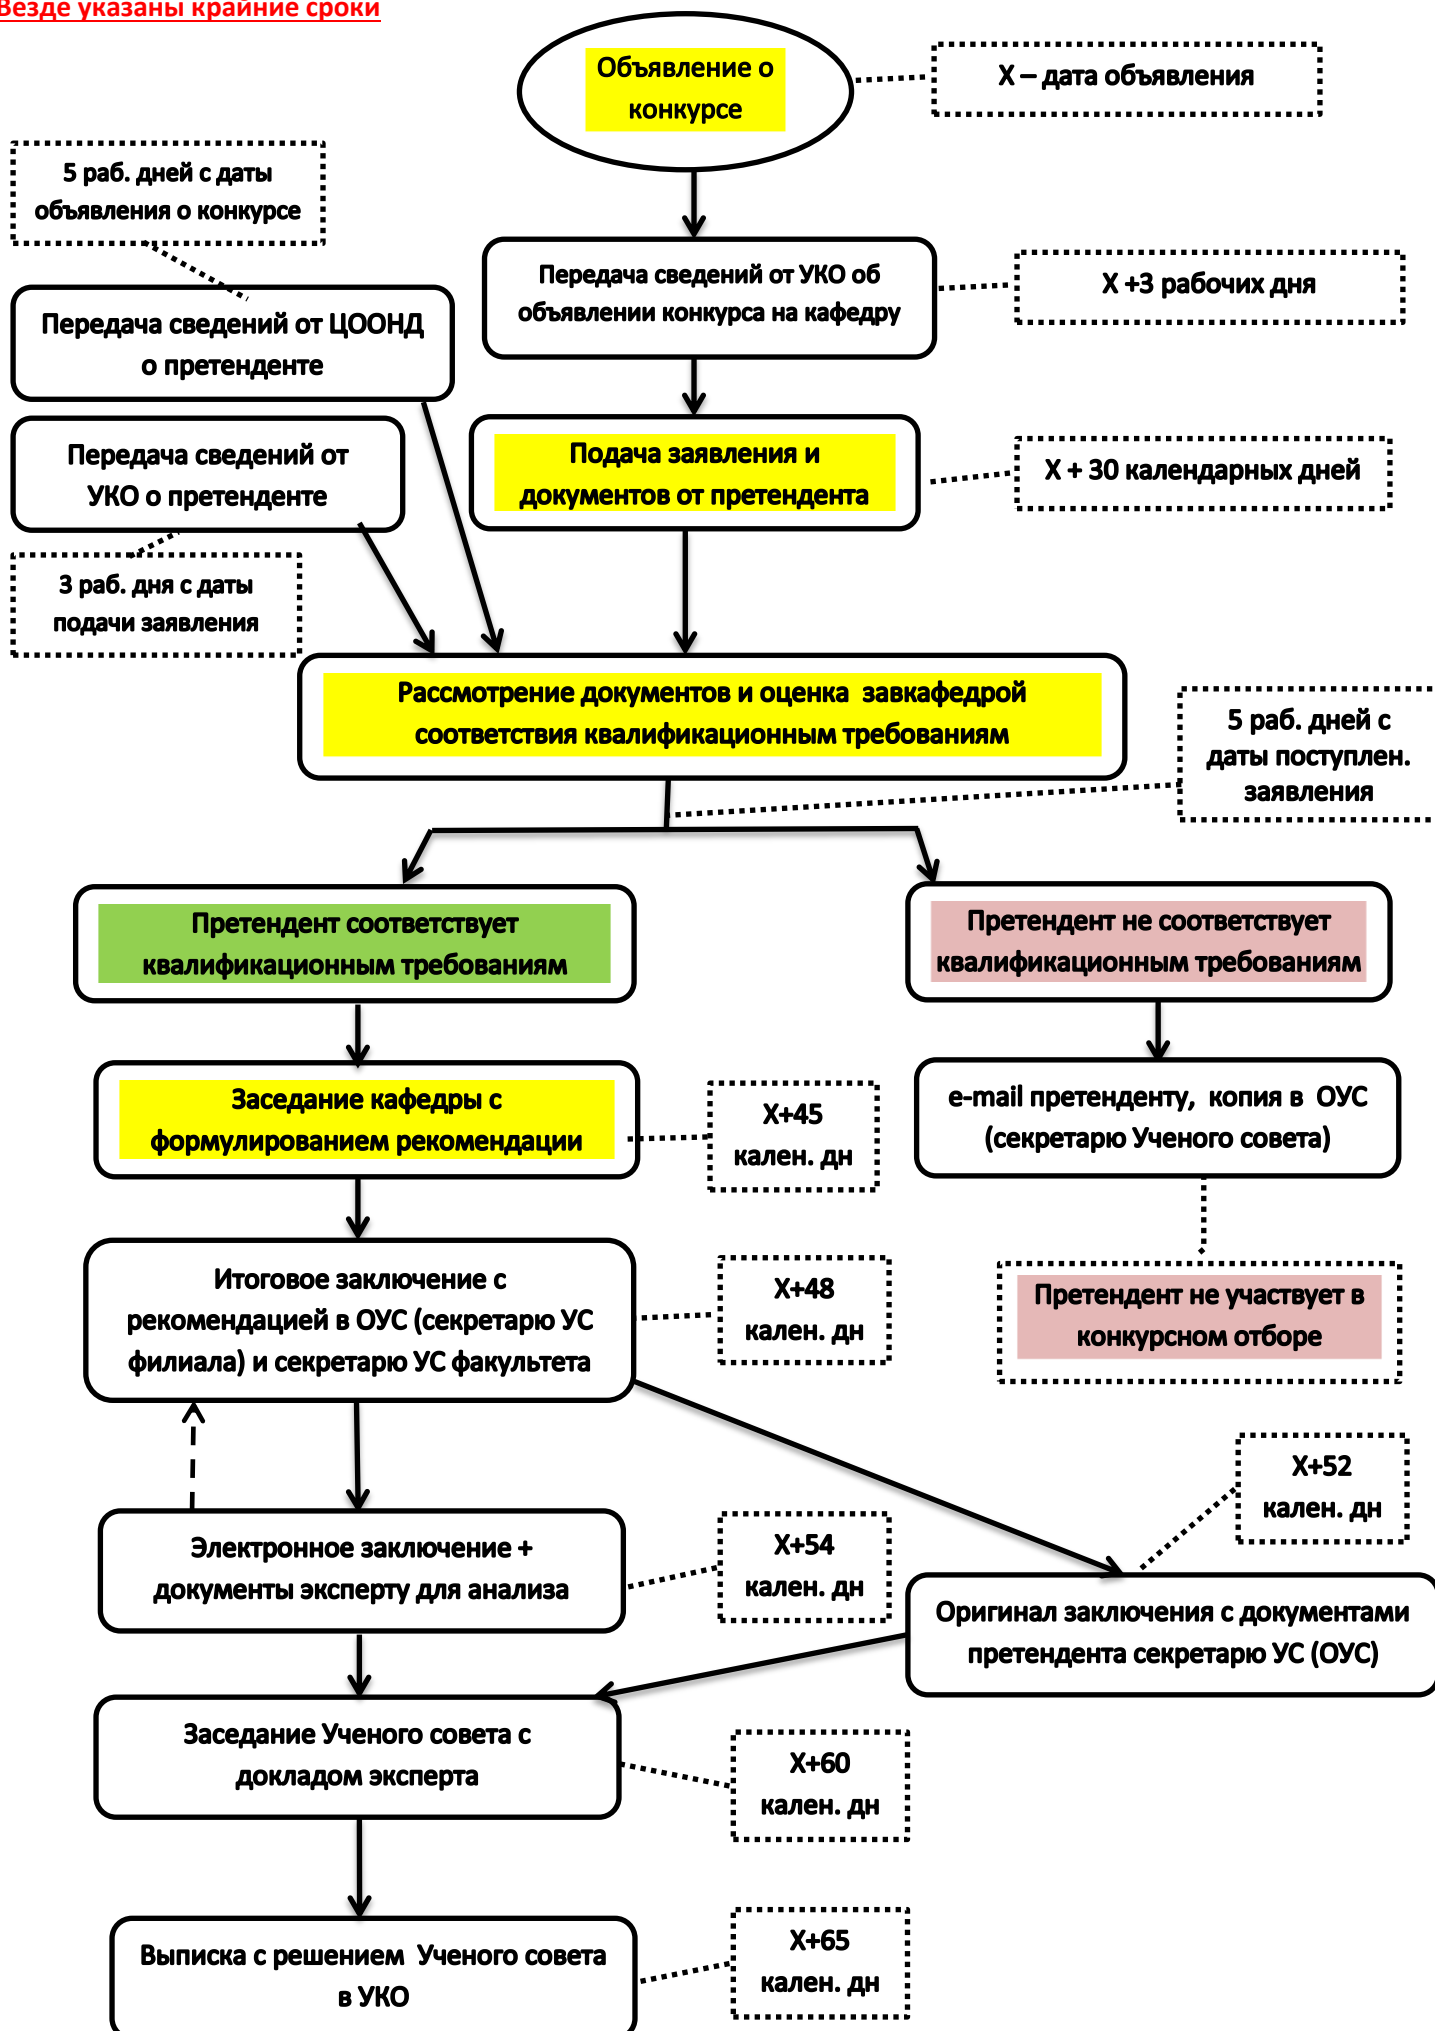 Везде указаны крайние сроки
Объявление о
конкурсе
Х – дата объявления
5 раб. дней с даты
объявления о конкурсе
Передача сведений от УКО об
объявлении конкурса на кафедру
Х +3 рабочих дня
Передача сведений от ЦООНД
о претенденте
Передача сведений от
УКО о претенденте
Подача заявления и
документов от претендента
Х + 30 календарных дней
3 раб. дня с даты
подачи заявления
Рассмотрение документов и оценка завкафедрой
соответствия квалификационным требованиям
5 раб. дней с
даты поступлен.
заявления
Претендент соответствует
квалификационным требованиям
Претендент не соответствует
квалификационным требованиям
Заседание кафедры с
формулированием рекомендации
Х+45
кален. дн
e-mail претенденту, копия в ОУС
(секретарю Ученого совета)
Итоговое заключение с
рекомендацией в ОУС (секретарю УС
филиала) и секретарю УС факультета
Х+48
кален. дн
Претендент не участвует в
конкурсном отборе
Х+52
кален. дн
Электронное заключение +
документы эксперту для анализа
Х+54
кален. дн
Оригинал заключения с документами
претендента секретарю УС (ОУС)
Заседание Ученого совета с
докладом эксперта
Х+60
кален. дн
Выписка с решением Ученого совета
в УКО
Х+65
кален. дн